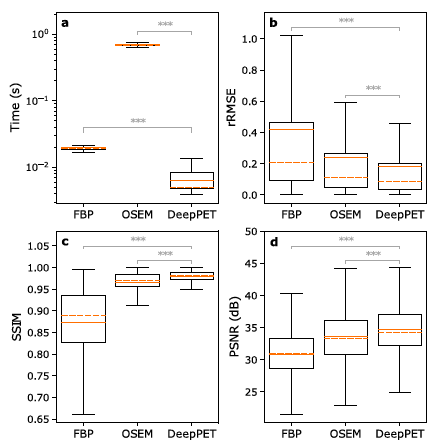 a
***
***
Time (s)
10⁰
10⁻¹
10⁻²
FBP OSEM DeepPET
b
***
***
rRMSE
1.0
0.8
0.6
0.4
0.2
0.0
FBP OSEM DeepPET
c
***
***
SSIM
1.05
1.00
0.95
0.90
0.85
0.80
0.75
0.70
0.65
FBP OSEM DeepPET
d
***
***
PSNR (dB)
50
45
40
35
30
25
20
FBP OSEM DeepPET